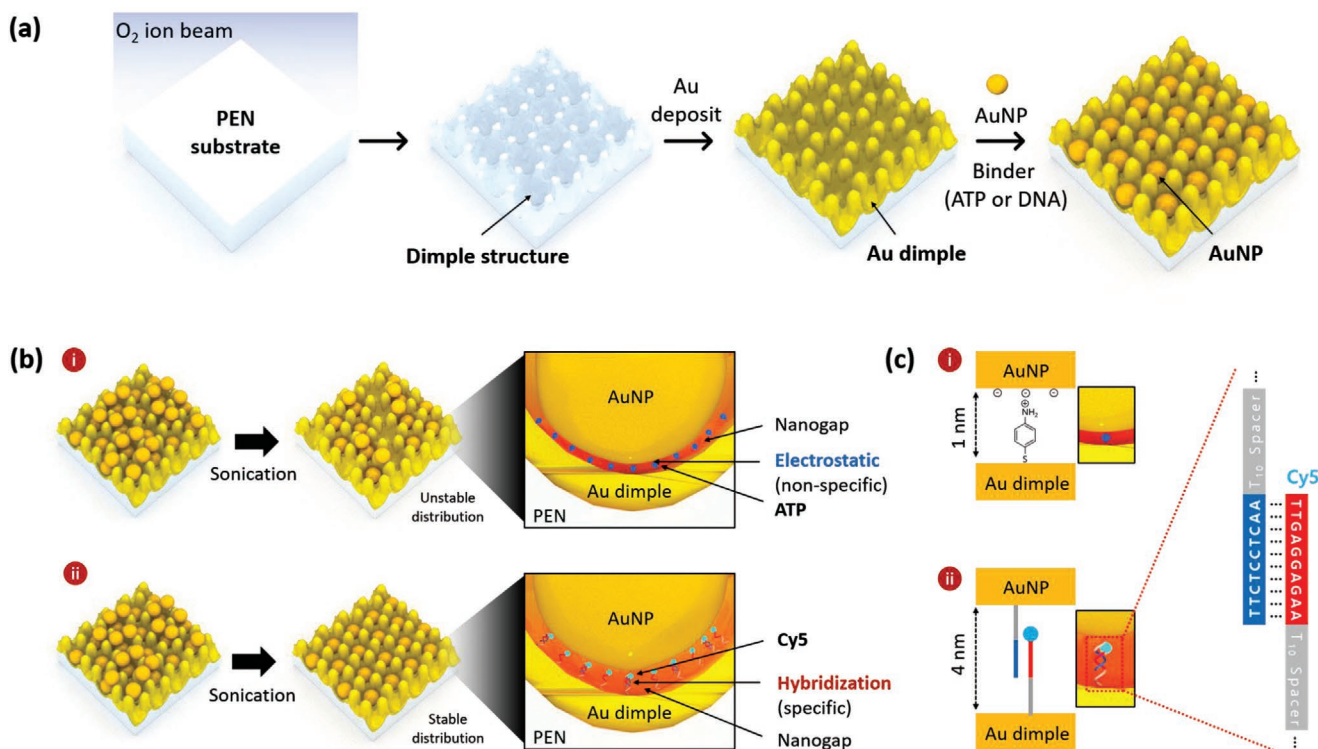 (a)
O₂ ion beam
PEN
substrate
Dimple structure
Au
deposit
Au dimple
AuNP
Binder
(ATP or DNA)
AuNP
(b)
i
Sonication
Unstable
distribution
AuNP
Au dimple
PEN
Nanogap
Electrostatic
(non-specific)
ATP
ii
Sonication
Stable
distribution
AuNP
Au dimple
PEN
Cy5
Hybridization
(specific)
Nanogap
(c)
i
AuNP
1 nm
⊖ ⊖ ⊖
⊕
NH₂
S
Au dimple
ii
AuNP
4 nm
Au dimple
...
T₁₀ Spacer
TTCTCCTCAA
Cy5
TTGAGGAGAA
T₁₀ Spacer
...